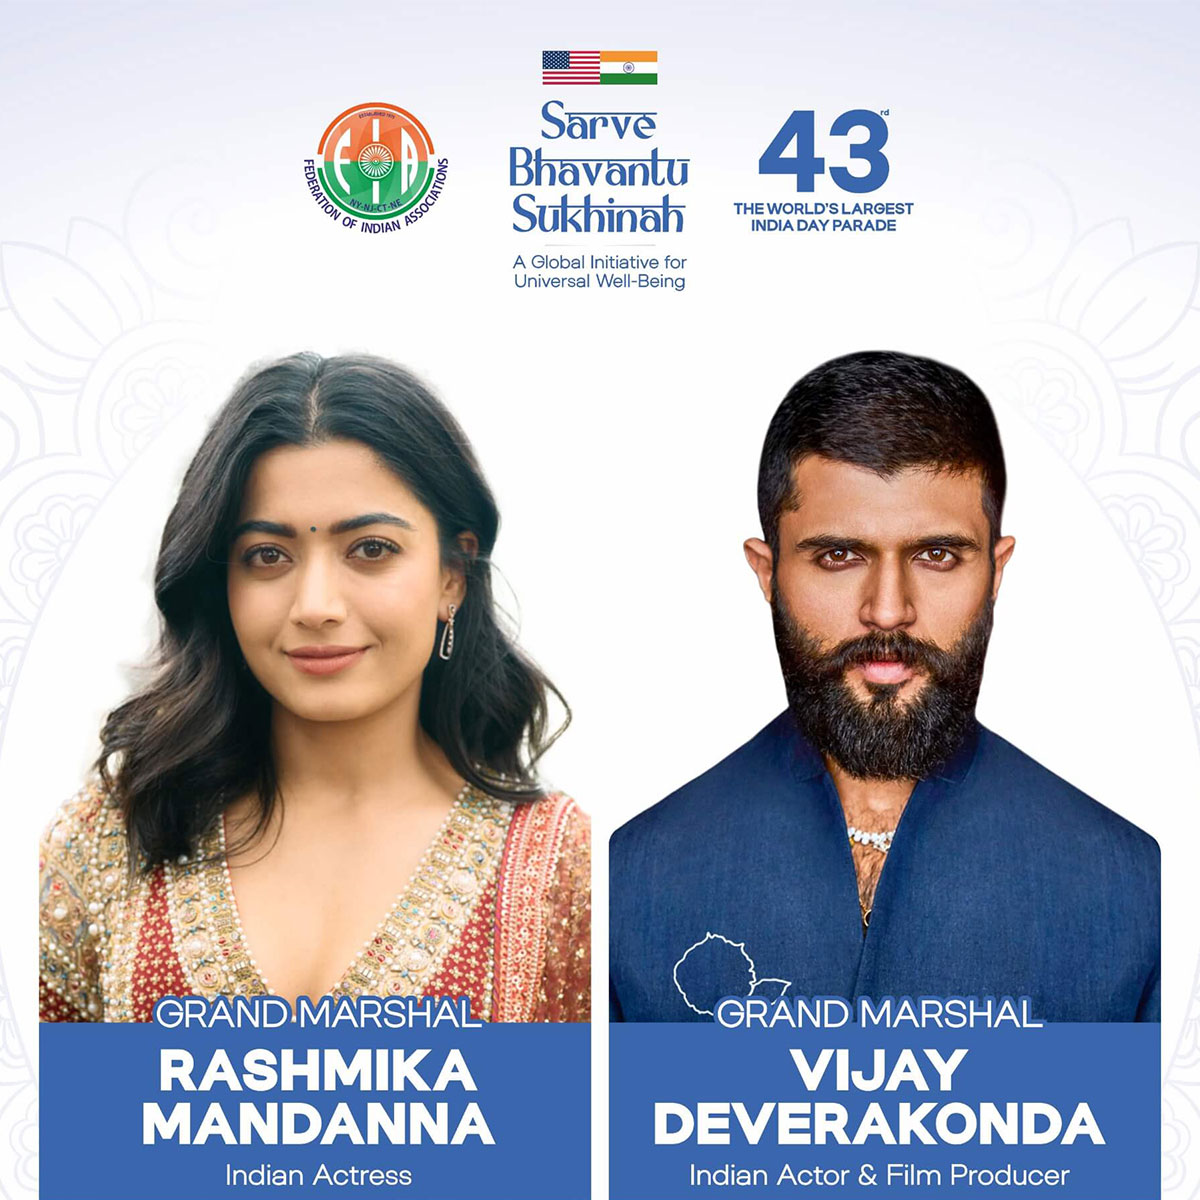 ESTABLISHED 1970
FIA
NY-NJ-CT-NE
FEDERATION OF INDIAN ASSOCIATIONS
Sarve
Bhavantu
Sukhinah
A Global Initiative for
Universal Well-Being
43rd
THE WORLD'S LARGEST
INDIA DAY PARADE
GRAND MARSHAL
RASHMIKA
MANDANNA
Indian Actress
GRAND MARSHAL
VIJAY
DEVERAKONDA
Indian Actor & Film Producer